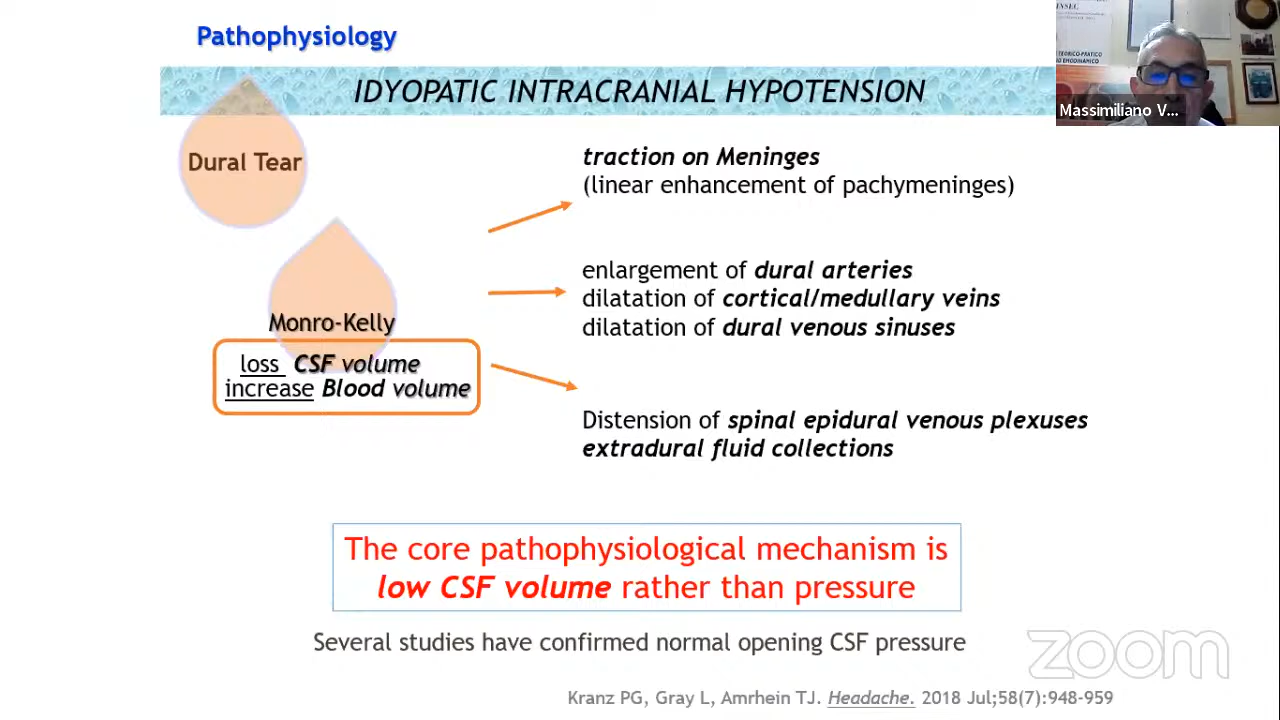 Pathophysiology
IDYOPATIC INTRACRANIAL HYPOTENSION
INSEC
TEORICO-PRATICO
EMODINAMICO
Massimiliano V...
Dural Tear
traction on Meninges
(linear enhancement of pachymeninges)
enlargement of dural arteries
dilatation of cortical/medullary veins
dilatation of dural venous sinuses
Monro-Kelly
loss CSF volume
increase Blood volume
Distension of spinal epidural venous plexuses
extradural fluid collections
The core pathophysiological mechanism is
low CSF volume rather than pressure
Several studies have confirmed normal opening CSF pressure
zoom
Kranz PG, Gray L, Amrhein TJ. Headache. 2018 Jul;58(7):948-959